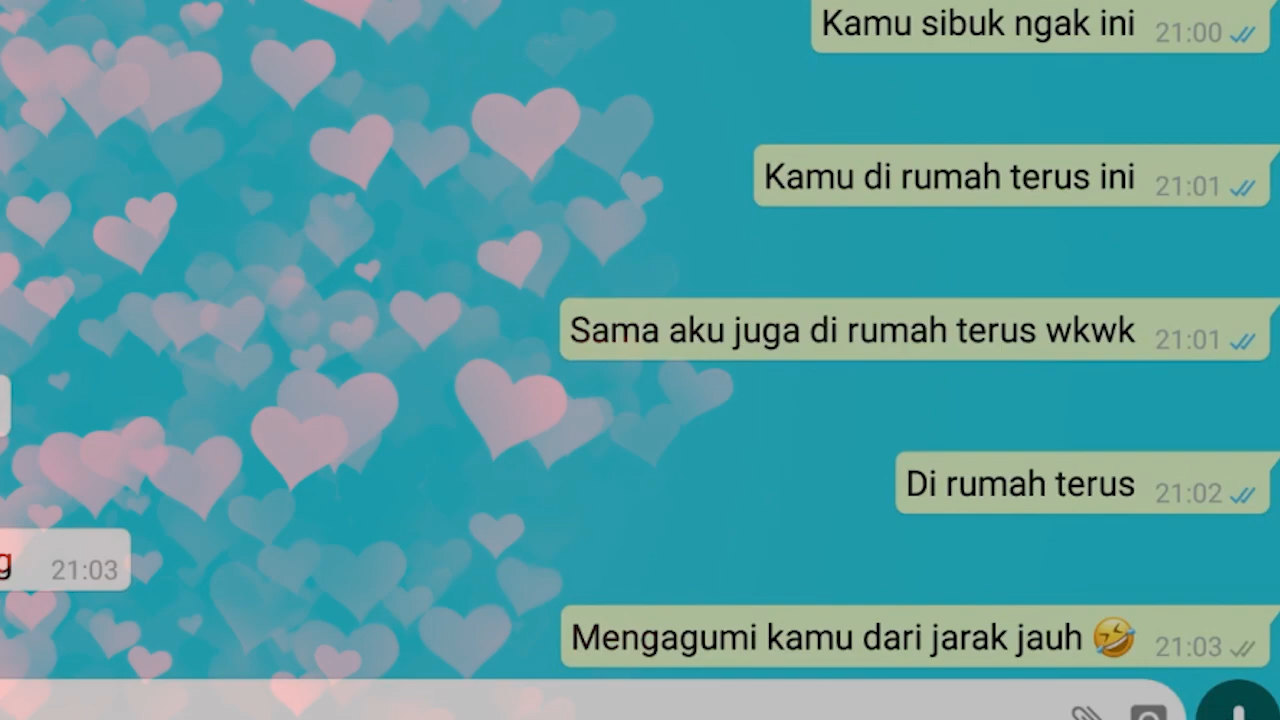 Kamu sibuk ngak ini 21:00
Kamu di rumah terus ini 21:01
Sama aku juga di rumah terus wkwk 21:01
Di rumah terus 21:02
g 21:03
Mengagumi kamu dari jarak jauh 🤣 21:03